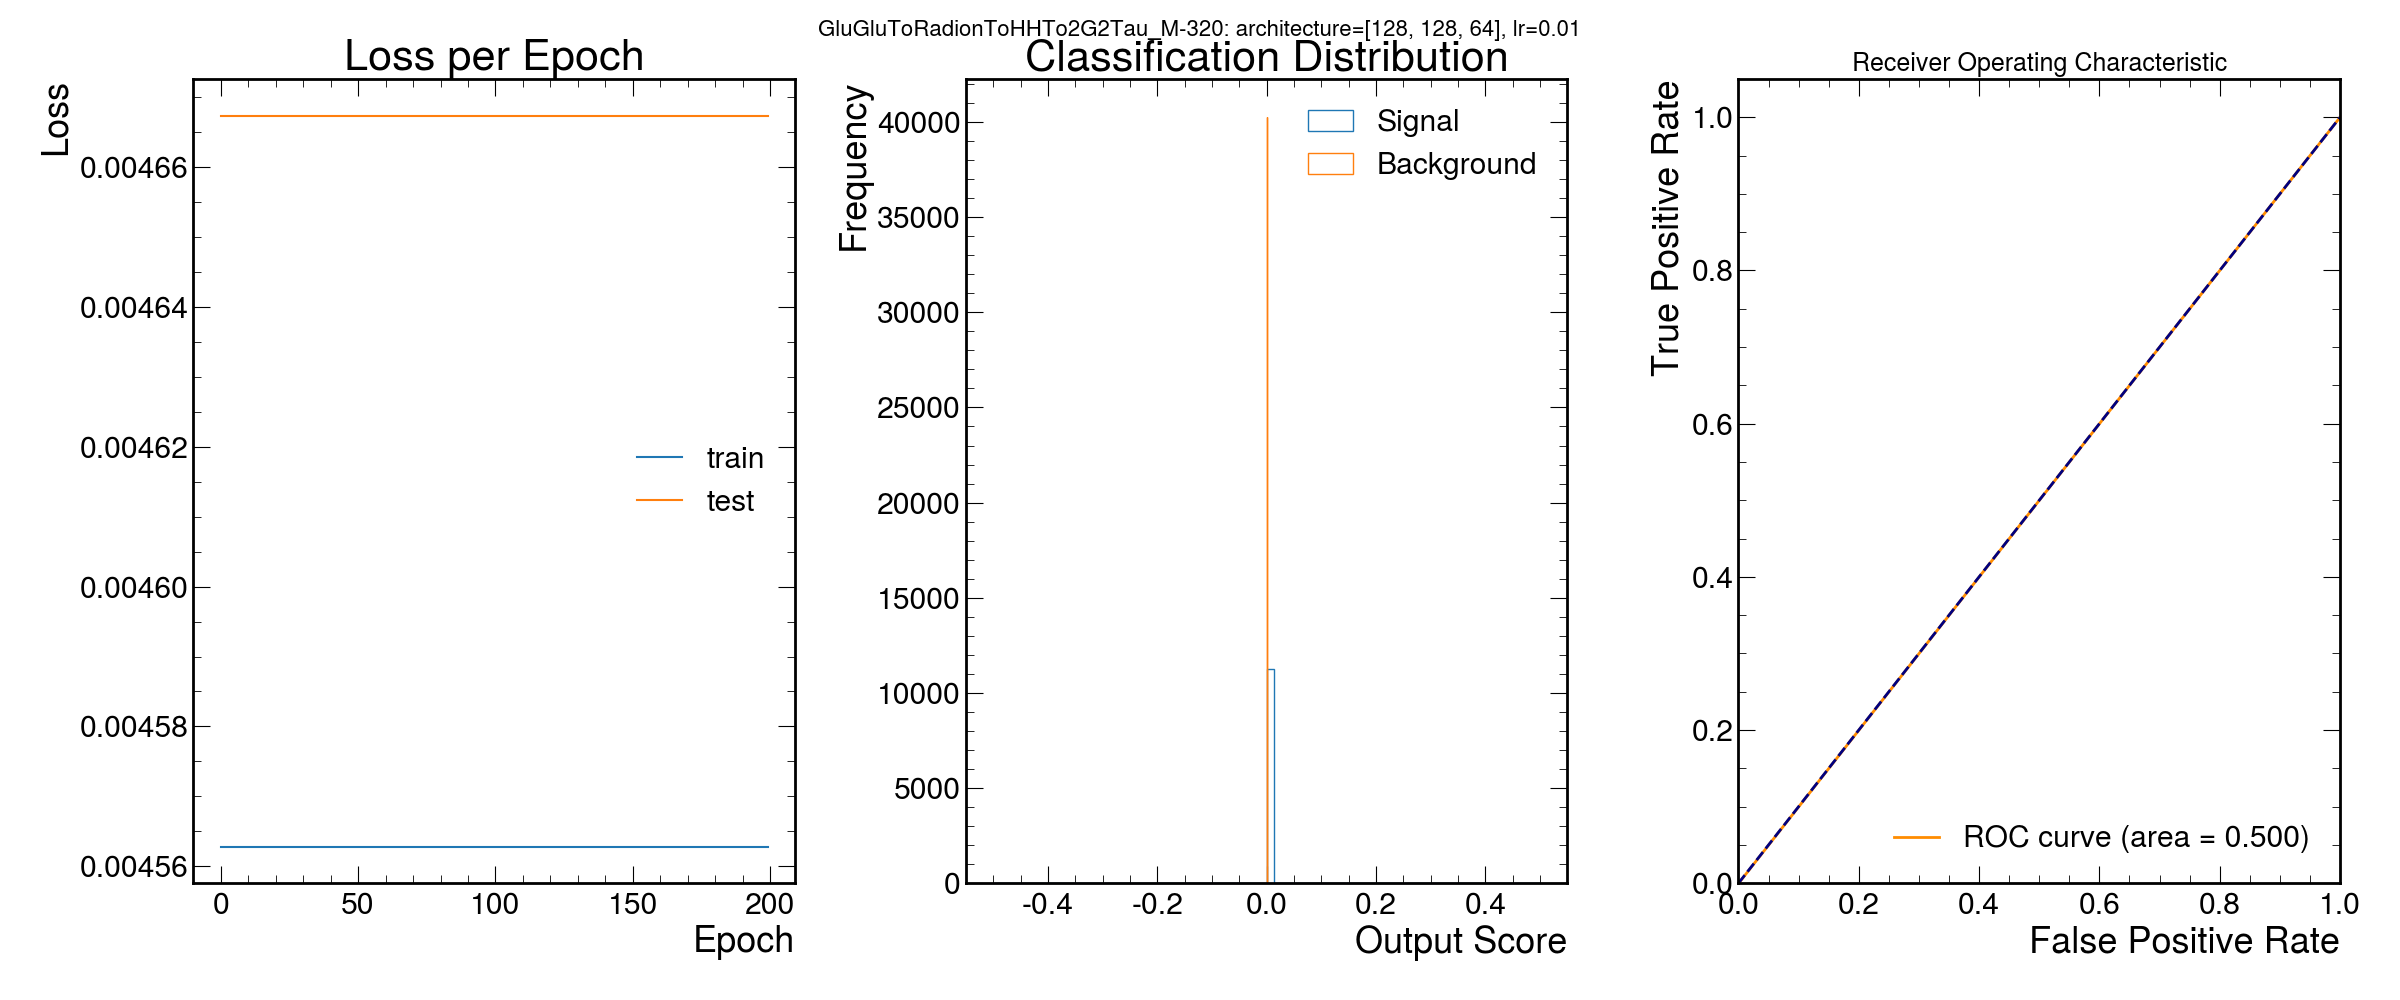 GluGluToRadionToHHTo2G2Tau_M-320: architecture=[128, 128, 64], lr=0.01
Loss per Epoch
Loss
0.00466
0.00464
0.00462
0.00460
0.00458
0.00456
train
test
0 50 100 150 200
Epoch
Classification Distribution
Frequency
40000
35000
30000
25000
20000
15000
10000
5000
0
Signal
Background
-0.4 -0.2 0.0 0.2 0.4
Output Score
Receiver Operating Characteristic
True Positive Rate
1.0
0.8
0.6
0.4
0.2
0.0
ROC curve (area = 0.500)
0.0 0.2 0.4 0.6 0.8 1.0
False Positive Rate